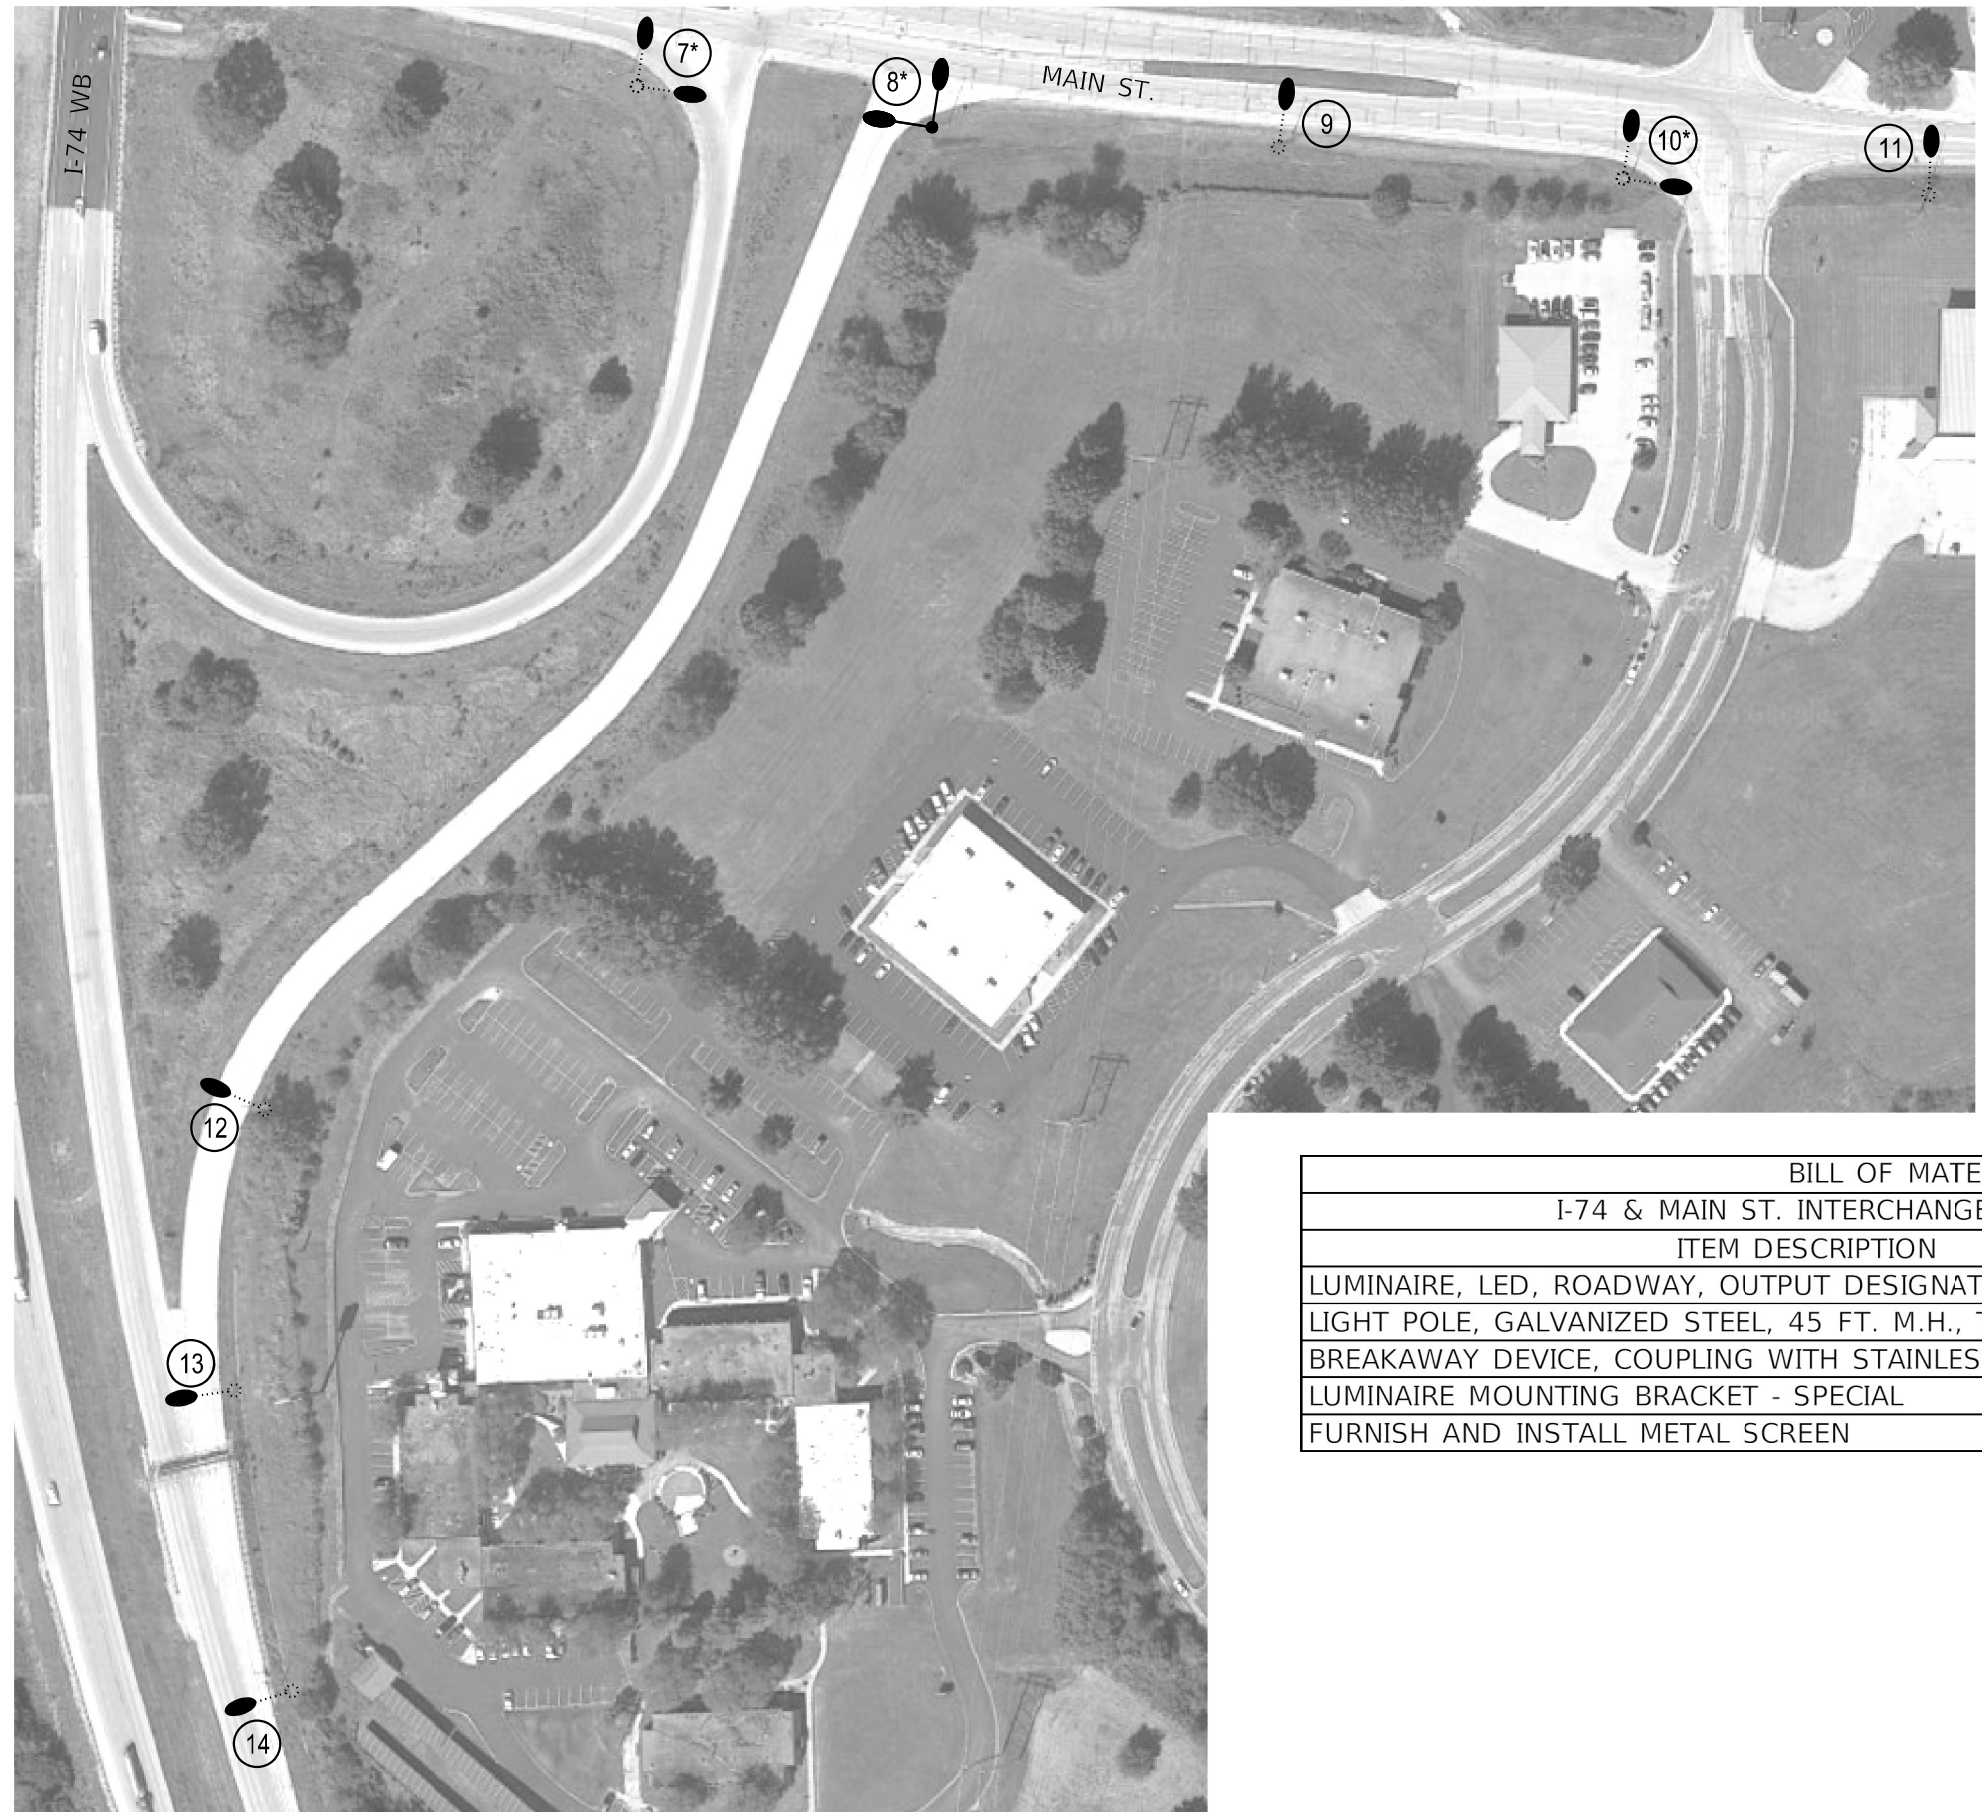 7*
8*
MAIN ST.
9
10*
11
I-74 WB
12
13
14
BILL OF MATE
I-74 & MAIN ST. INTERCHANGE
ITEM DESCRIPTION
LUMINAIRE, LED, ROADWAY, OUTPUT DESIGNAT
LIGHT POLE, GALVANIZED STEEL, 45 FT. M.H.,
BREAKAWAY DEVICE, COUPLING WITH STAINLES
LUMINAIRE MOUNTING BRACKET - SPECIAL
FURNISH AND INSTALL METAL SCREEN